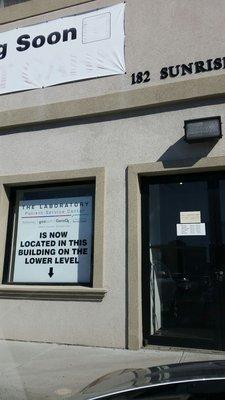 g Soon
182 SUNRIS
THE LABORATORY
Patient Service Center
IS NOW
LOCATED IN THIS
BUILDING ON THE
LOWER LEVEL